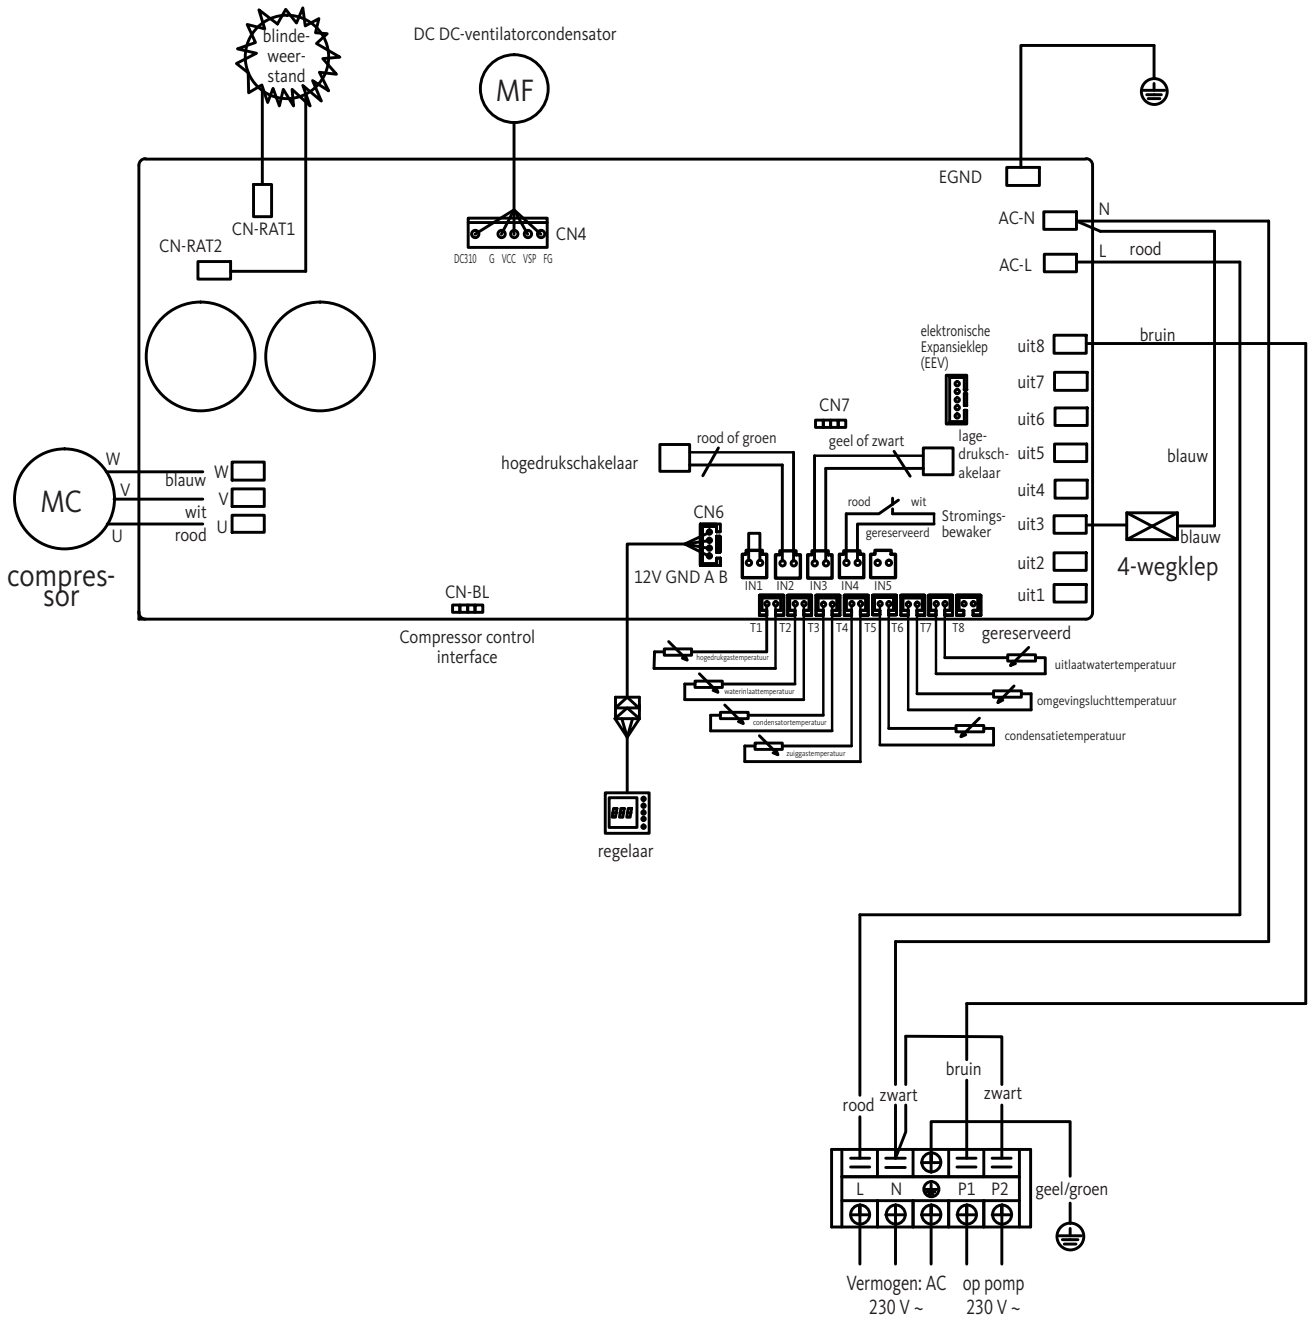 blinde-
weer-
stand
DC DC-ventilatorcondensator
MF
EGND
CN-RAT1
CN-RAT2
CN4
DC310 G VCC VSP FG
AC-N
N
AC-L
L
rood
elektronische
Expansieklep
(EEV)
uit8
bruin
uit7
uit6
uit5
uit4
uit3
uit2
uit1
CN7
rood of groen
geel of zwart
hogedrukschakelaar
lage-
druksch-
akelaar
blauw
MC
W
V
U
blauw
wit
rood
W
V
U
compres-
sor
rood
wit
gereserveerd
Stromings-
bewaker
blauw
4-wegklep
CN6
12V GND A B
IN1 IN2 IN3 IN4 IN5
CN-BL
Compressor control
interface
T1 T2 T3 T4 T5 T6 T7 T8
gereserveerd
hogedrukgastemperatuur
uitlaatwatertemperatuur
waterinlaattemperatuur
omgevingsluchttemperatuur
condensatortemperatuur
condensatietemperatuur
zuiggastemperatuur
888
regelaar
bruin
rood
zwart
zwart
L N P1 P2
geel/groen
Vermogen: AC
230 V ~
op pomp
230 V ~